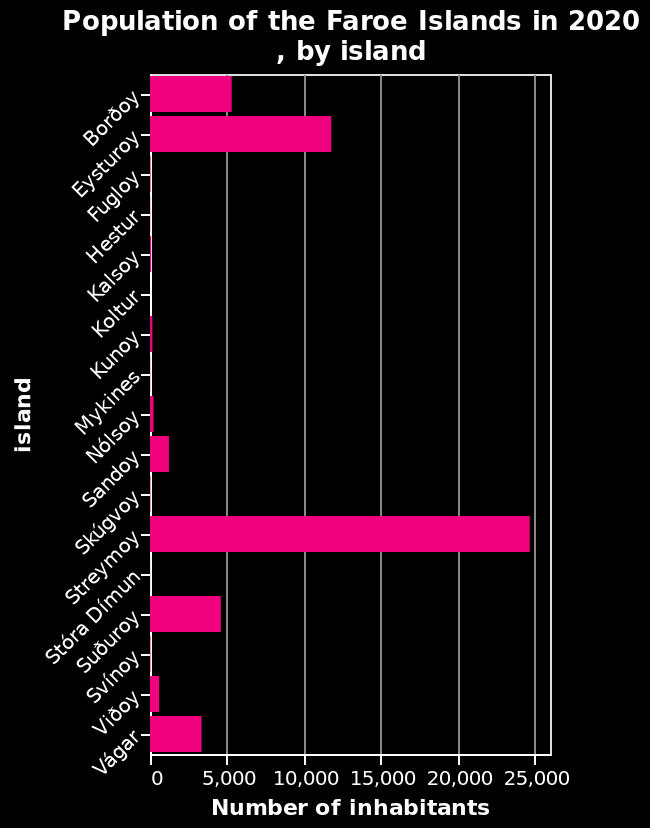 Population of the Faroe Islands in 2020
, by island
island
Borðoy
Eysturoy
Fugloy
Hestur
Kalsoy
Koltur
Kunoy
Mykines
Nólsoy
Sandoy
Skúgvoy
Streymoy
Stóra Dímun
Suðuroy
Svínoy
Viðoy
Vágar
0 5,000 10,000 15,000 20,000 25,000
Number of inhabitants